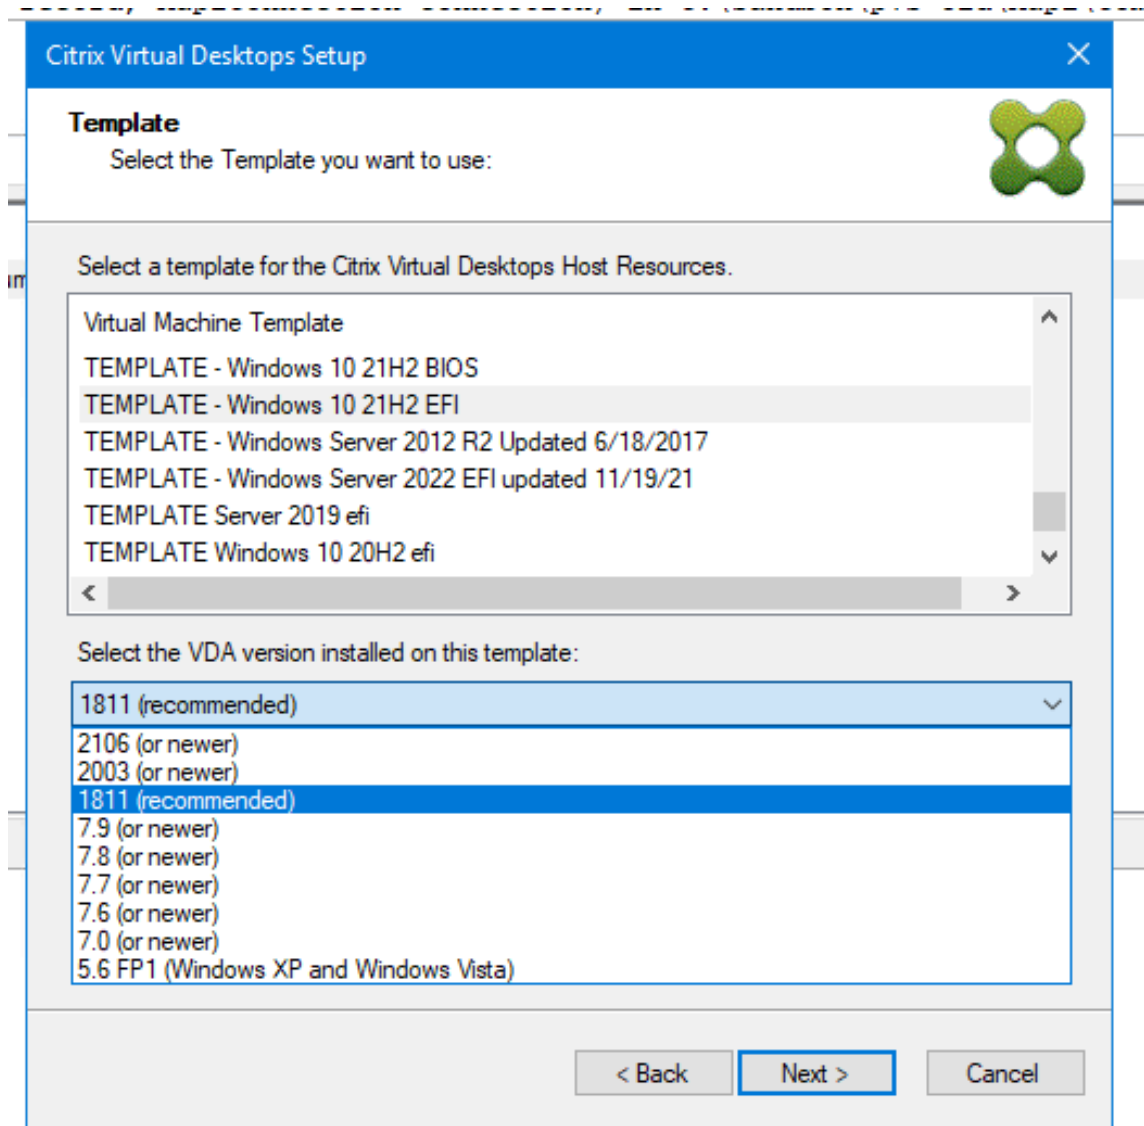 Citrix Virtual Desktops Setup
Template
Select the Template you want to use:
Select a template for the Citrix Virtual Desktops Host Resources.
Virtual Machine Template
TEMPLATE - Windows 10 21H2 BIOS
TEMPLATE - Windows 10 21H2 EFI
TEMPLATE - Windows Server 2012 R2 Updated 6/18/2017
TEMPLATE - Windows Server 2022 EFI updated 11/19/21
TEMPLATE Server 2019 efi
TEMPLATE Windows 10 20H2 efi
Select the VDA version installed on this template:
1811 (recommended)
2106 (or newer)
2003 (or newer)
1811 (recommended)
7.9 (or newer)
7.8 (or newer)
7.7 (or newer)
7.6 (or newer)
7.0 (or newer)
5.6 FP1 (Windows XP and Windows Vista)
< Back Next > Cancel